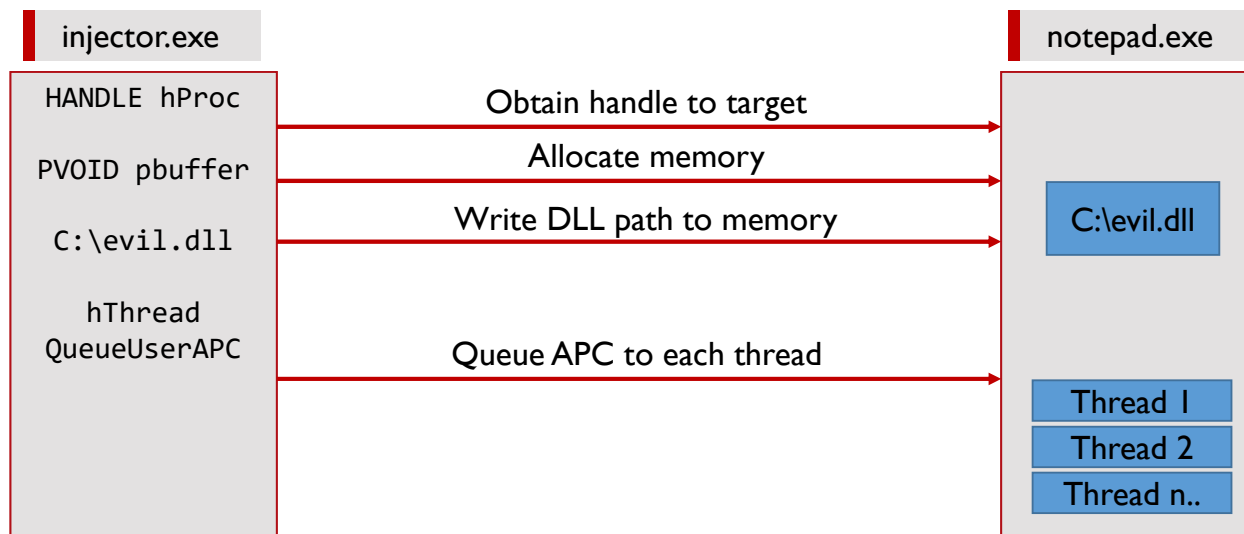 injector.exe
notepad.exe
HANDLE hProc
Obtain handle to target
PVOID pbuffer
Allocate memory
C:\evil.dll
Write DLL path to memory
C:\evil.dll
hThread
QueueUserAPC
Queue APC to each thread
Thread 1
Thread 2
Thread n..